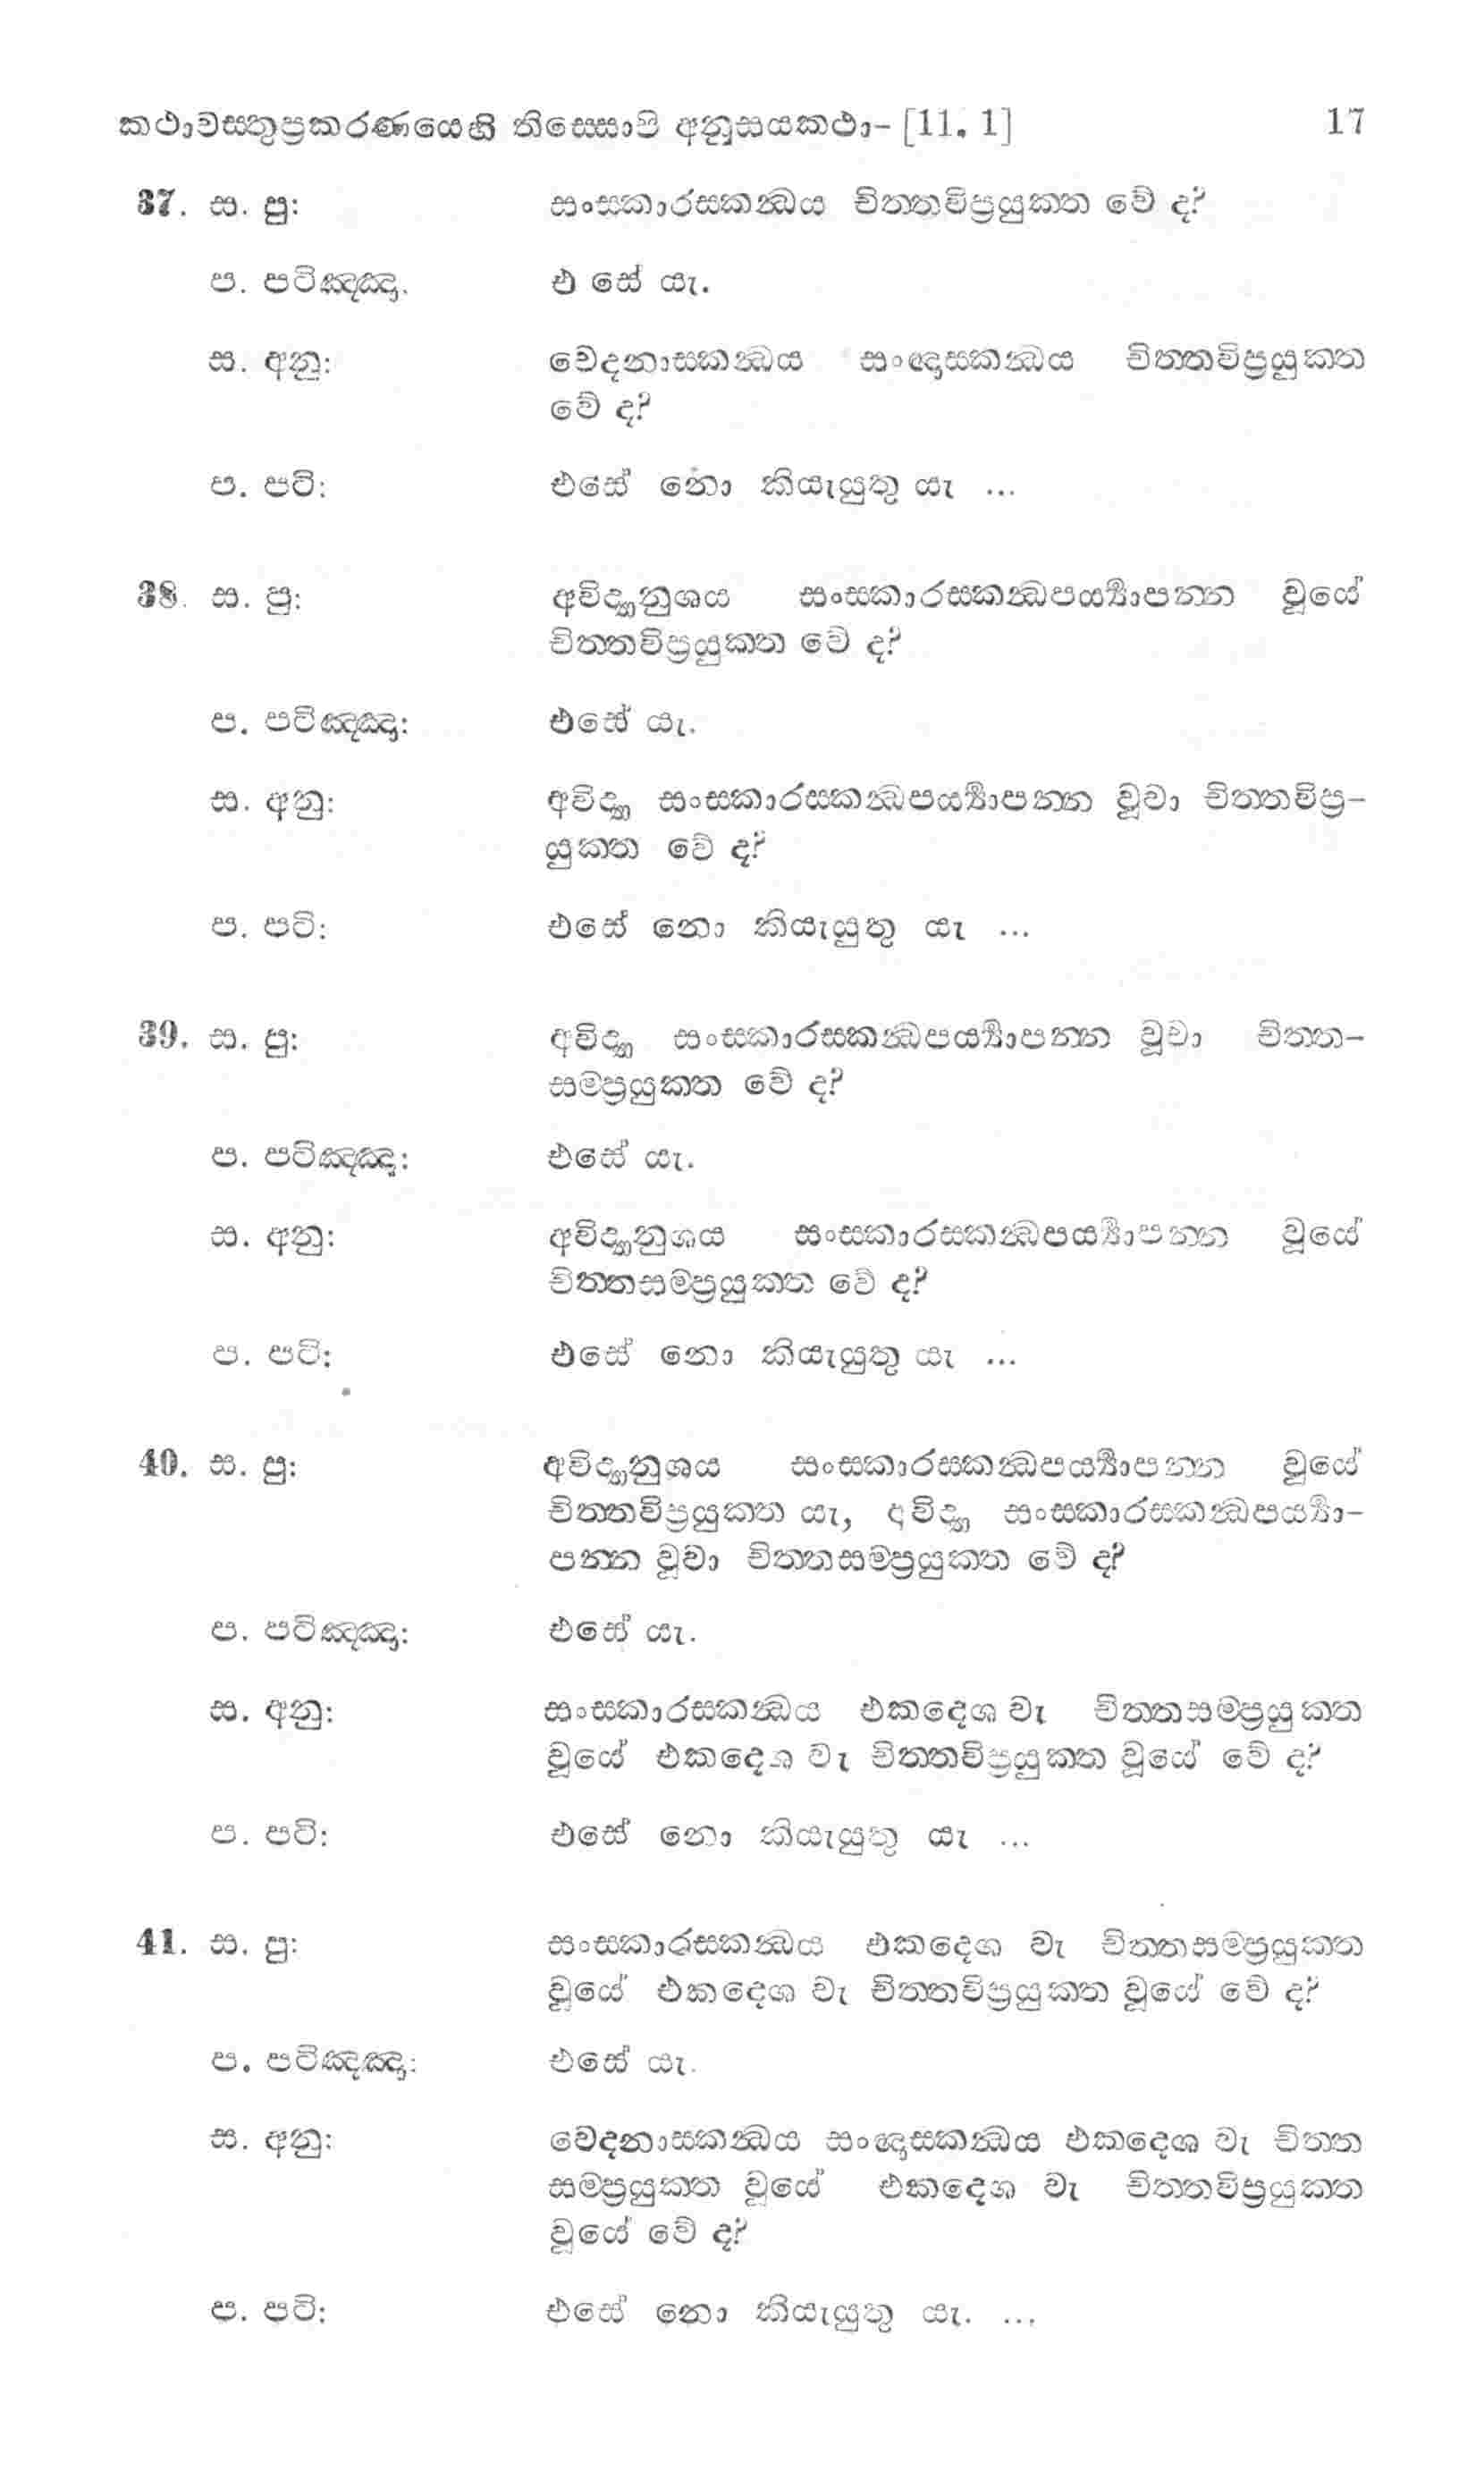 කථාවස්තුප්‍රකරණයෙහි තිස්සොපි අනුසයකථා- [11. 1] 17
37. ස. පු: සංස්කාරස්කන්‍ධය චිත්තවිප්‍රයුක්ත වේ ද?
ප. පටිඤ්ඤා. එ සේ යැ.
ස. අනු: වෙදනාස්කන්‍ධය සංඥාස්කන්‍ධය චිත්තවිප්‍රයුක්ත
වේ ද?
ප. පටි: එසේ නො කියැයුතු යැ ...
38. ස. පු: අවිද්‍යානුශය සංස්කාරස්කන්‍ධපර්‍ය්‍යාපන්න වූයේ
චිත්තවිප්‍රයුක්ත වේ ද?
ප. පටිඤ්ඤා: එසේ යැ.
ස. අනු: අවිද්‍යා සංස්කාරස්කන්‍ධපර්‍ය්‍යාපන්න වූවා චිත්තවිප්‍ර-
යුක්ත වේ ද?
ප. පටි: එසේ නො කියැයුතු යැ ...
39. ස. පු: අවිද්‍යා සංස්කාරස්කන්‍ධපර්‍ය්‍යාපන්න වූවා චිත්ත-
සම්ප්‍රයුක්ත වේ ද?
ප. පටිඤ්ඤා: එසේ යැ.
ස. අනු: අවිද්‍යානුශය සංස්කාරස්කන්‍ධපර්‍ය්‍යාපන්න වූයේ
චිත්තසම්ප්‍රයුක්ත වේ ද?
ප. පටි: එසේ නො කියැයුතු යැ ...
40. ස. පු: අවිද්‍යානුශය සංස්කාරස්කන්‍ධපර්‍ය්‍යාපන්න වූයේ
චිත්තවිප්‍රයුක්ත යැ, අවිද්‍යා සංස්කාරස්කන්‍ධපර්‍ය්‍යා-
පන්න වූවා චිත්තසම්ප්‍රයුක්ත වේ ද?
ප. පටිඤ්ඤා: එසේ යැ.
ස. අනු: සංස්කාරස්කන්‍ධය එකදෙශ වැ චිත්තසම්ප්‍රයුක්ත
වූයේ එකදෙශ වැ චිත්තවිප්‍රයුක්ත වූයේ වේ ද?
ප. පටි: එසේ නො කියැයුතු යැ ...
41. ස. පු: සංස්කාරස්කන්‍ධය එකදෙශ වැ චිත්තසම්ප්‍රයුක්ත
වූයේ එකදෙශ වැ චිත්තවිප්‍රයුක්ත වූයේ වේ ද?
ප. පටිඤ්ඤා: එසේ යැ.
ස. අනු: වෙදනාස්කන්‍ධය සංඥාස්කන්‍ධය එකදෙශ වැ චිත්ත
සම්ප්‍රයුක්ත වූයේ එකදෙශ වැ චිත්තවිප්‍රයුක්ත
වූයේ වේ ද?
ප. පටි: එසේ නො කියැයුතු යැ. ...